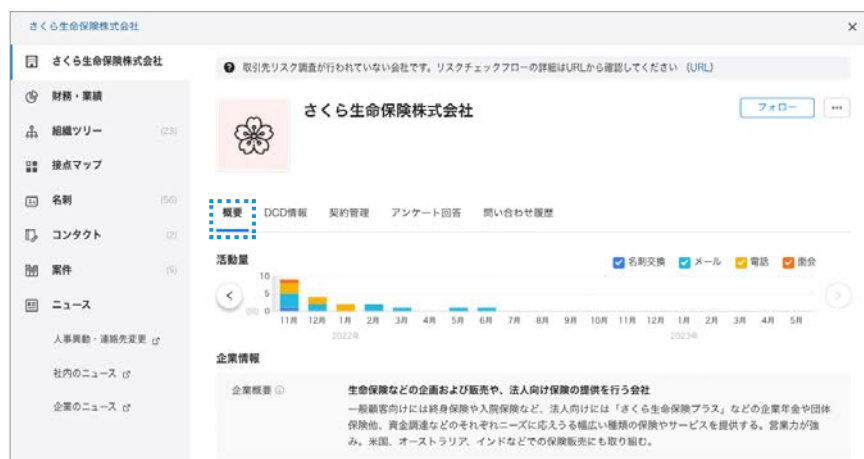 さくら生命保険株式会社
×
さくら生命保険株式会社
財務・業績
組織ツリー (23)
接点マップ
名刺 (56)
コンタクト (2)
案件 (5)
ニュース
人事異動・連絡先変更
社内のニュース
企業のニュース
取引先リスク調査が行われていない会社です。リスクチェックフローの詳細はURLから確認してください (URL)
さくら生命保険株式会社
フォロー
概要 DCD情報 契約管理 アンケート回答 問い合わせ履歴
活動量
名刺交換 メール 電話 面会
10
5
0
11月 12月 1月 2月 3月 4月 5月 6月 7月 8月 9月 10月 11月 12月 1月 2月 3月 4月 5月
2022年 2023年
企業情報
企業概要
生命保険などの企画および販売や、法人向け保険の提供を行う会社
一般顧客向けには終身保険や入院保険など、法人向けには「さくら生命保険プラス」などの企業年金や団体
保険他、資金調達などのそれぞれニーズに応えうる幅広い種類の保険やサービスを提供する。営業力が強
み。米国、オーストラリア、インドなどでの保険販売にも取り組む。